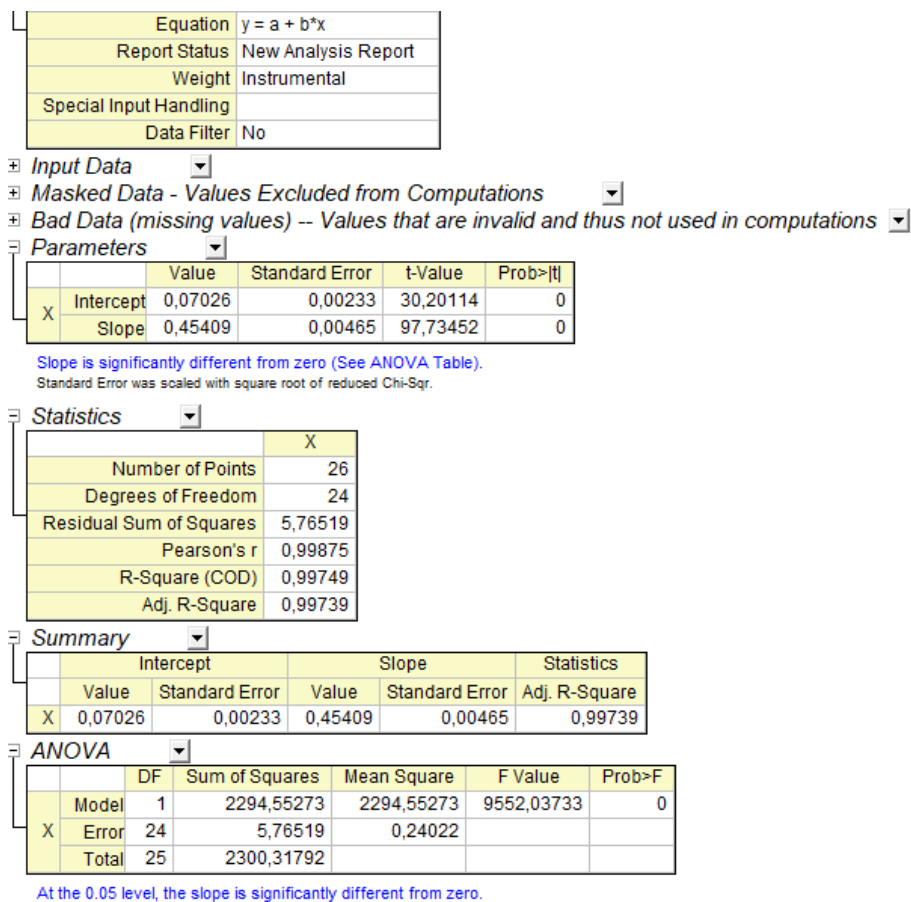 Equation y = a + b*x
Report Status New Analysis Report
Weight Instrumental
Special Input Handling
Data Filter No
Input Data
Masked Data - Values Excluded from Computations
Bad Data (missing values) -- Values that are invalid and thus not used in computations
Parameters
Value Standard Error t-Value Prob>|t|
X Intercept 0,07026 0,00233 30,20114 0
Slope 0,45409 0,00465 97,73452 0
Slope is significantly different from zero (See ANOVA Table).
Standard Error was scaled with square root of reduced Chi-Sqr.
Statistics
X
Number of Points 26
Degrees of Freedom 24
Residual Sum of Squares 5,76519
Pearson's r 0,99875
R-Square (COD) 0,99749
Adj. R-Square 0,99739
Summary
Intercept Slope Statistics
Value Standard Error Value Standard Error Adj. R-Square
X 0,07026 0,00233 0,45409 0,00465 0,99739
ANOVA
DF Sum of Squares Mean Square F Value Prob>F
X Model 1 2294,55273 2294,55273 9552,03733 0
Error 24 5,76519 0,24022
Total 25 2300,31792
At the 0.05 level, the slope is significantly different from zero.